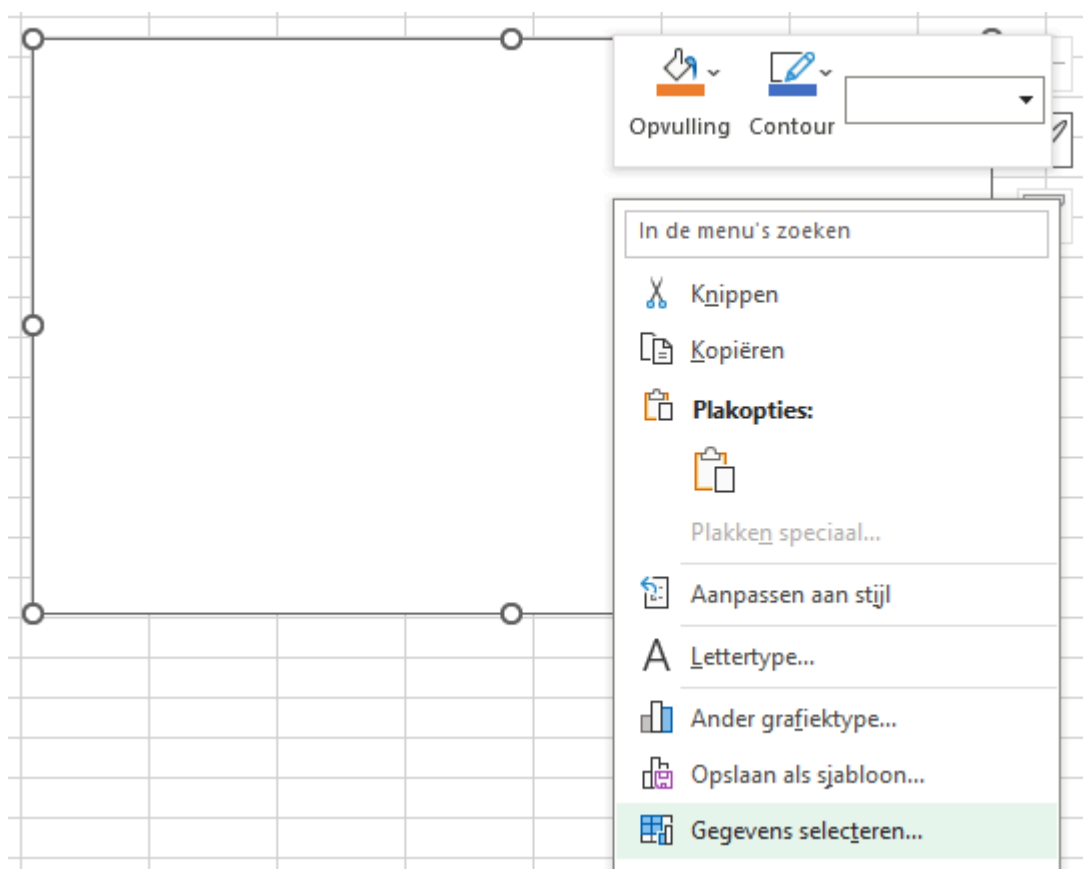 Opvulling Contour
In de menu's zoeken
Knippen
Kopiëren
Plakopties:
Plakken speciaal...
Aanpassen aan stijl
Lettertype...
Ander grafiektype...
Opslaan als sjabloon...
Gegevens selecteren...